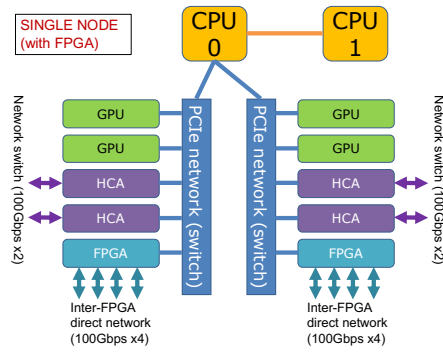 SINGLE NODE
(with FPGA)
CPU
0
CPU
1
Network switch (100Gbps x2)
GPU
GPU
HCA
HCA
FPGA
PCIe network (switch)
PCIe network (switch)
GPU
GPU
HCA
HCA
FPGA
Network switch (100Gbps x2)
Inter-FPGA
direct network
(100Gbps x4)
Inter-FPGA
direct network
(100Gbps x4)